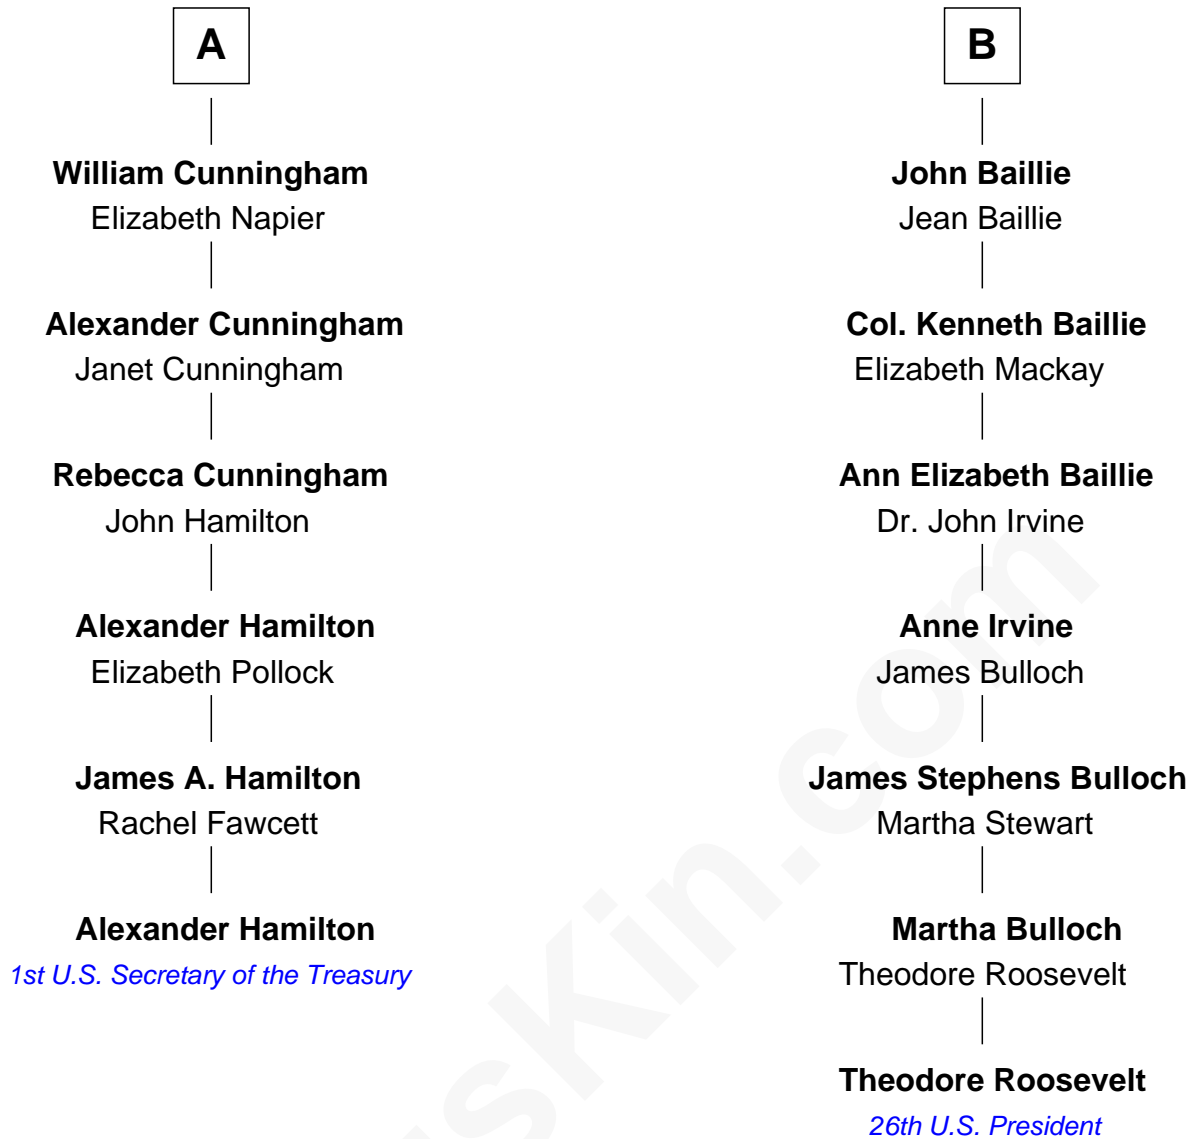 A
William Cunningham
Elizabeth Napier
Alexander Cunningham
Janet Cunningham
Rebecca Cunningham
John Hamilton
Alexander Hamilton
Elizabeth Pollock
James A. Hamilton
Rachel Fawcett
Alexander Hamilton
1st U.S. Secretary of the Treasury
B
John Baillie
Jean Baillie
Col. Kenneth Baillie
Elizabeth Mackay
Ann Elizabeth Baillie
Dr. John Irvine
Anne Irvine
James Bulloch
James Stephens Bulloch
Martha Stewart
Martha Bulloch
Theodore Roosevelt
Theodore Roosevelt
26th U.S. President
sKin.com